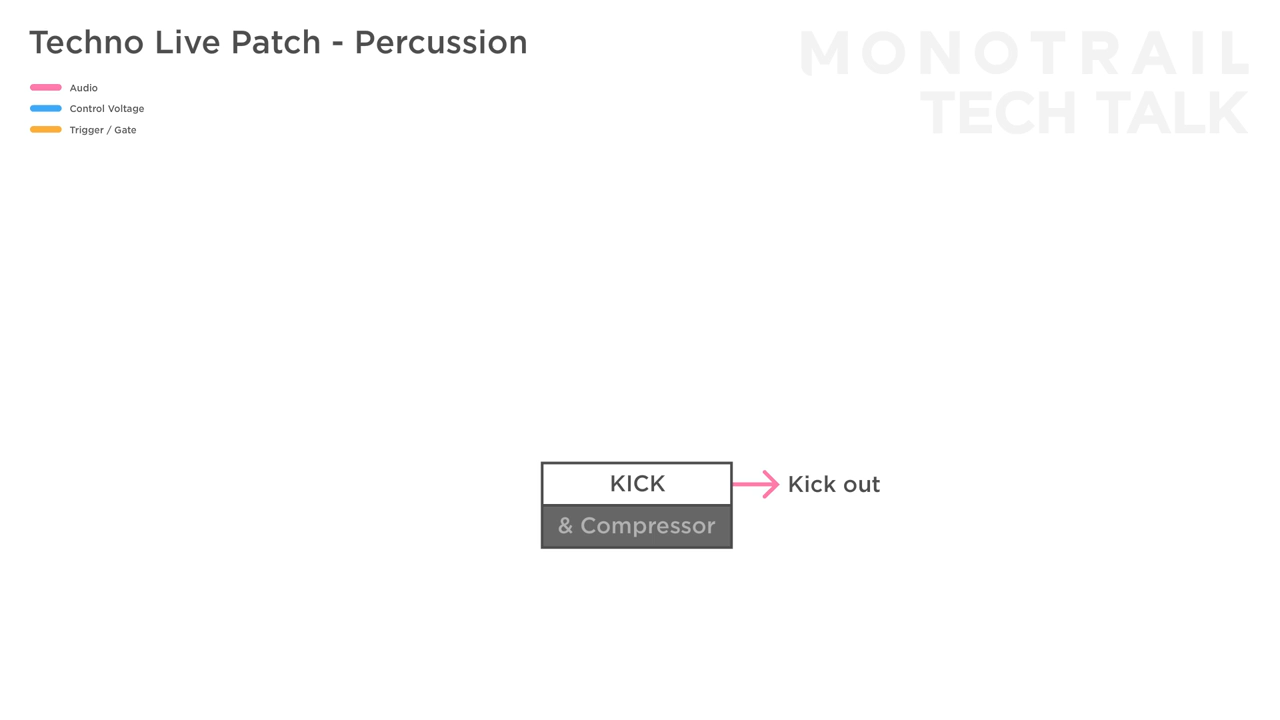 Techno Live Patch - Percussion
MONOTRAIL
TECH TALK
Audio
Control Voltage
Trigger / Gate
KICK
Kick out
& Compressor